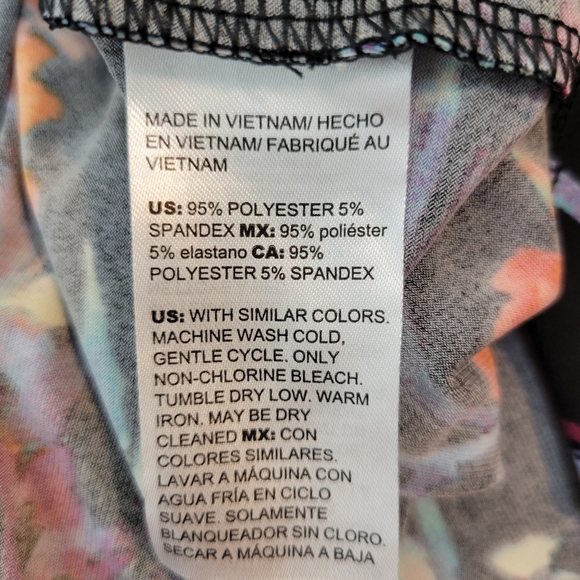 MADE IN VIETNAM/ HECHO
EN VIETNAM/ FABRIQUÉ AU
VIETNAM
US: 95% POLYESTER 5%
SPANDEX MX: 95% poliéster
5% elastano CA: 95%
POLYESTER 5% SPANDEX
US: WITH SIMILAR COLORS.
MACHINE WASH COLD,
GENTLE CYCLE. ONLY
NON-CHLORINE BLEACH.
TUMBLE DRY LOW. WARM
IRON. MAY BE DRY
CLEANED MX: CON
COLORES SIMILARES.
LAVAR A MÁQUINA CON
AGUA FRÍA EN CICLO
SUAVE. SOLAMENTE
BLANQUEADOR SIN CLORO.
SECAR A MÁQUINA A BAJA